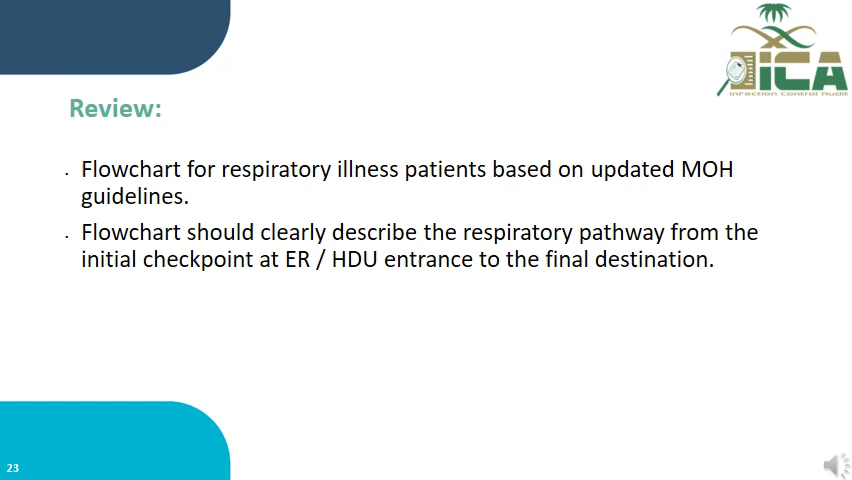 iCA
Infection Control Audit
Review:
. Flowchart for respiratory illness patients based on updated MOH
guidelines.
. Flowchart should clearly describe the respiratory pathway from the
initial checkpoint at ER / HDU entrance to the final destination.
23